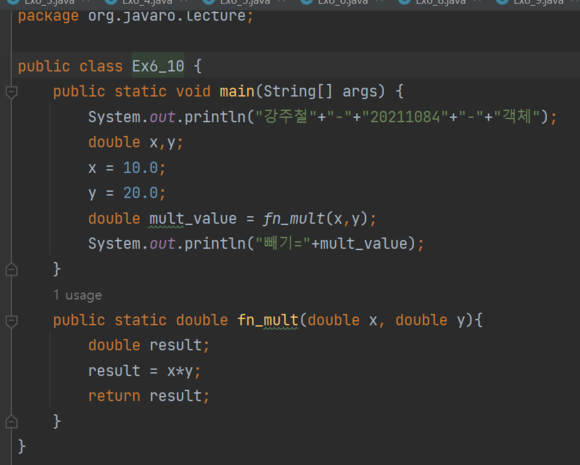 Ex6_3.java Ex6_4.java Ex6_5.java Ex6_6.java Ex6_8.java Ex6_9.java
package org.javaro.lecture;
public class Ex6_10 {
public static void main(String[] args) {
System.out.println("강주철"+"-"+"20211084"+"-"+"객체");
double x,y;
x = 10.0;
y = 20.0;
double mult_value = fn_mult(x,y);
System.out.println("빼기="+mult_value);
}
1 usage
public static double fn_mult(double x, double y){
double result;
result = x*y;
return result;
}
}